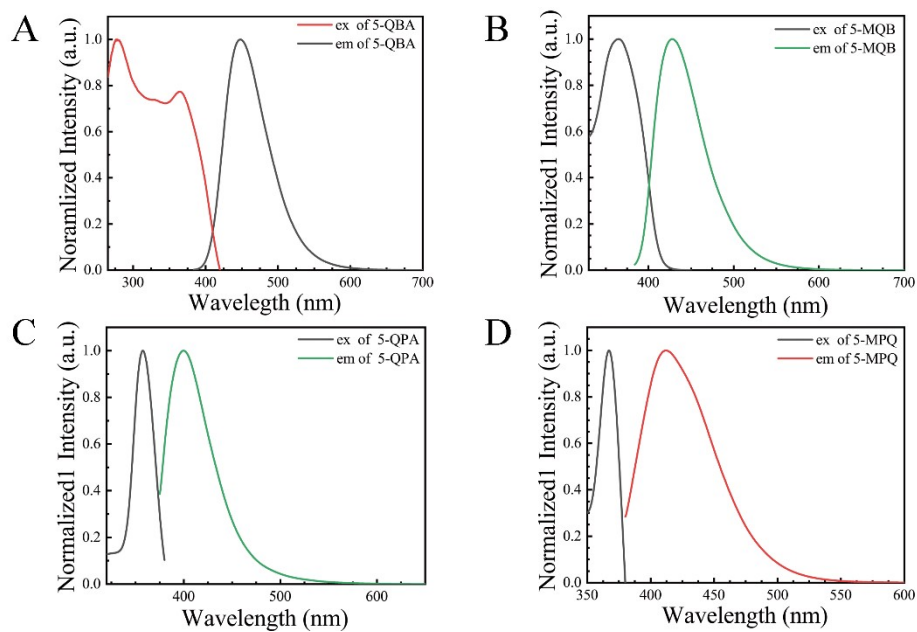 A
ex of 5-QBA
em of 5-QBA
Noramlized Intensity (a.u.)
1.0
0.8
0.6
0.4
0.2
0.0
300
400
500
600
700
Wavelegth (nm)
B
ex of 5-MQB
em of 5-MQB
Normalized1 Intensity (a.u.)
1.0
0.8
0.6
0.4
0.2
0.0
400
500
600
700
Wavelength (nm)
C
ex of 5-QPA
em of 5-QPA
Normalized1 Intensity (a.u.)
1.0
0.8
0.6
0.4
0.2
0.0
400
500
600
Wavelength (nm)
D
ex of 5-MPQ
em of 5-MPQ
Normalized1 Intensity (a.u.)
1.0
0.8
0.6
0.4
0.2
0.0
350
400
450
500
550
600
Wavelength (nm)